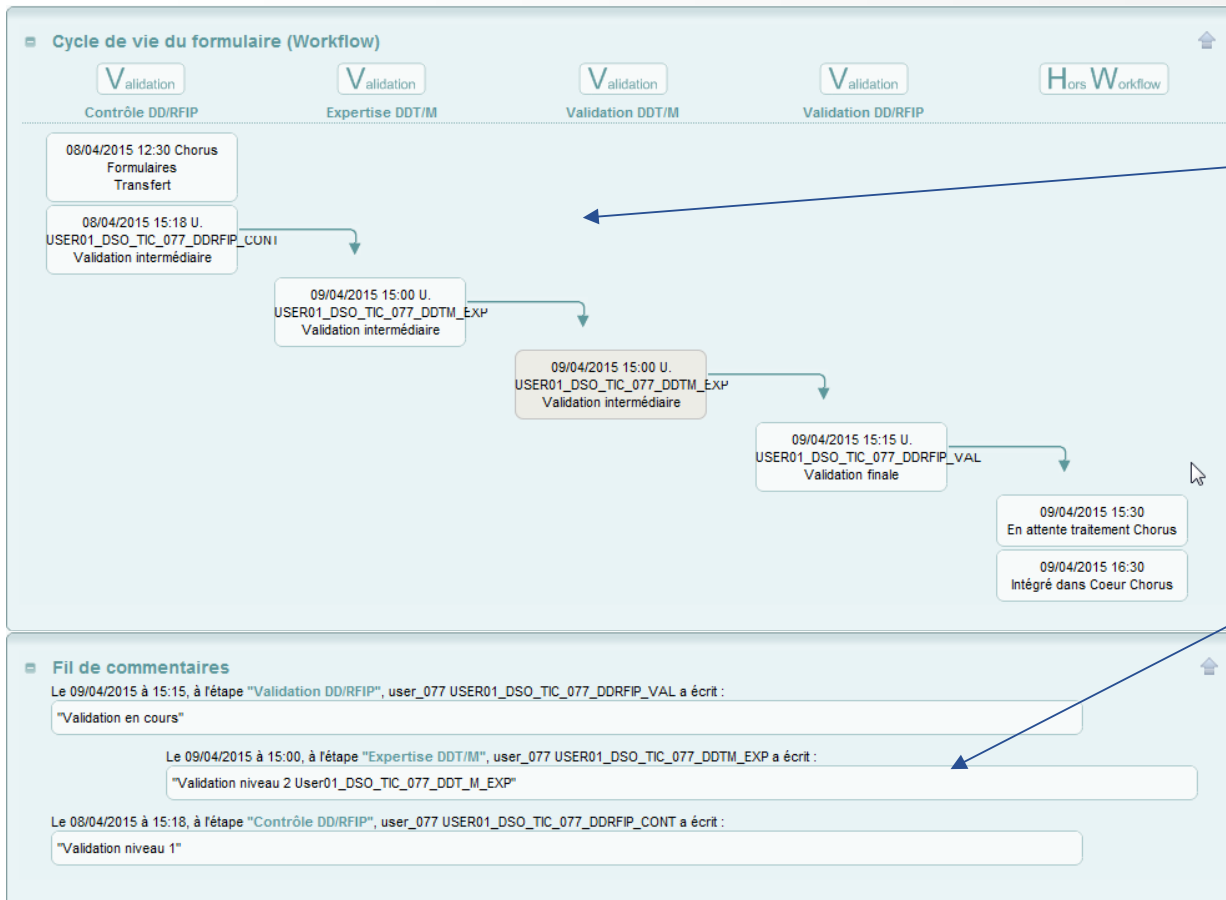 Cycle de vie du formulaire (Workflow)
Validation Validation Validation Validation Hors Workflow
Contrôle DD/RFIP Expertise DDT/M Validation DDT/M Validation DD/RFIP
08/04/2015 12:30 Chorus
Formulaires
Transfert
08/04/2015 15:18 U.
USER01_DSO_TIC_077_DDRFIP_CONT
Validation intermédiaire
09/04/2015 15:00 U.
USER01_DSO_TIC_077_DDTM_EXP
Validation intermédiaire
09/04/2015 15:00 U.
USER01_DSO_TIC_077_DDTM_EXP
Validation intermédiaire
09/04/2015 15:15 U.
USER01_DSO_TIC_077_DDRFIP_VAL
Validation finale
09/04/2015 15:30
En attente traitement Chorus
09/04/2015 16:30
Intégré dans Coeur Chorus
Fil de commentaires
Le 09/04/2015 à 15:15, à l'étape "Validation DD/RFIP", user_077 USER01_DSO_TIC_077_DDRFIP_VAL a écrit :
"Validation en cours"
Le 09/04/2015 à 15:00, à l'étape "Expertise DDT/M", user_077 USER01_DSO_TIC_077_DDTM_EXP a écrit :
"Validation niveau 2 User01_DSO_TIC_077_DDT_M_EXP"
Le 08/04/2015 à 15:18, à l'étape "Contrôle DD/RFIP", user_077 USER01_DSO_TIC_077_DDRFIP_CONT a écrit :
"Validation niveau 1"